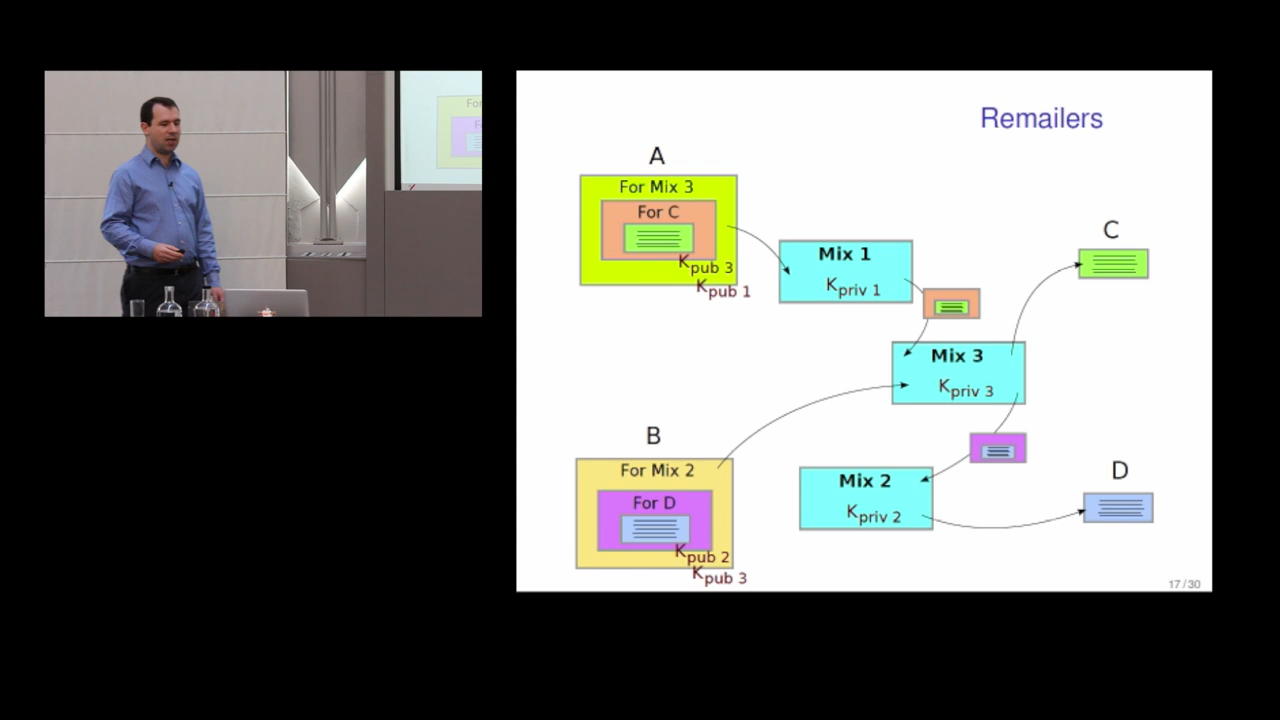 Remailers
A
For Mix 3
For C
Kpub 3
Kpub 1
Mix 1
Kpriv 1
C
Mix 3
Kpriv 3
B
For Mix 2
For D
Kpub 2
Kpub 3
Mix 2
Kpriv 2
D
17/30